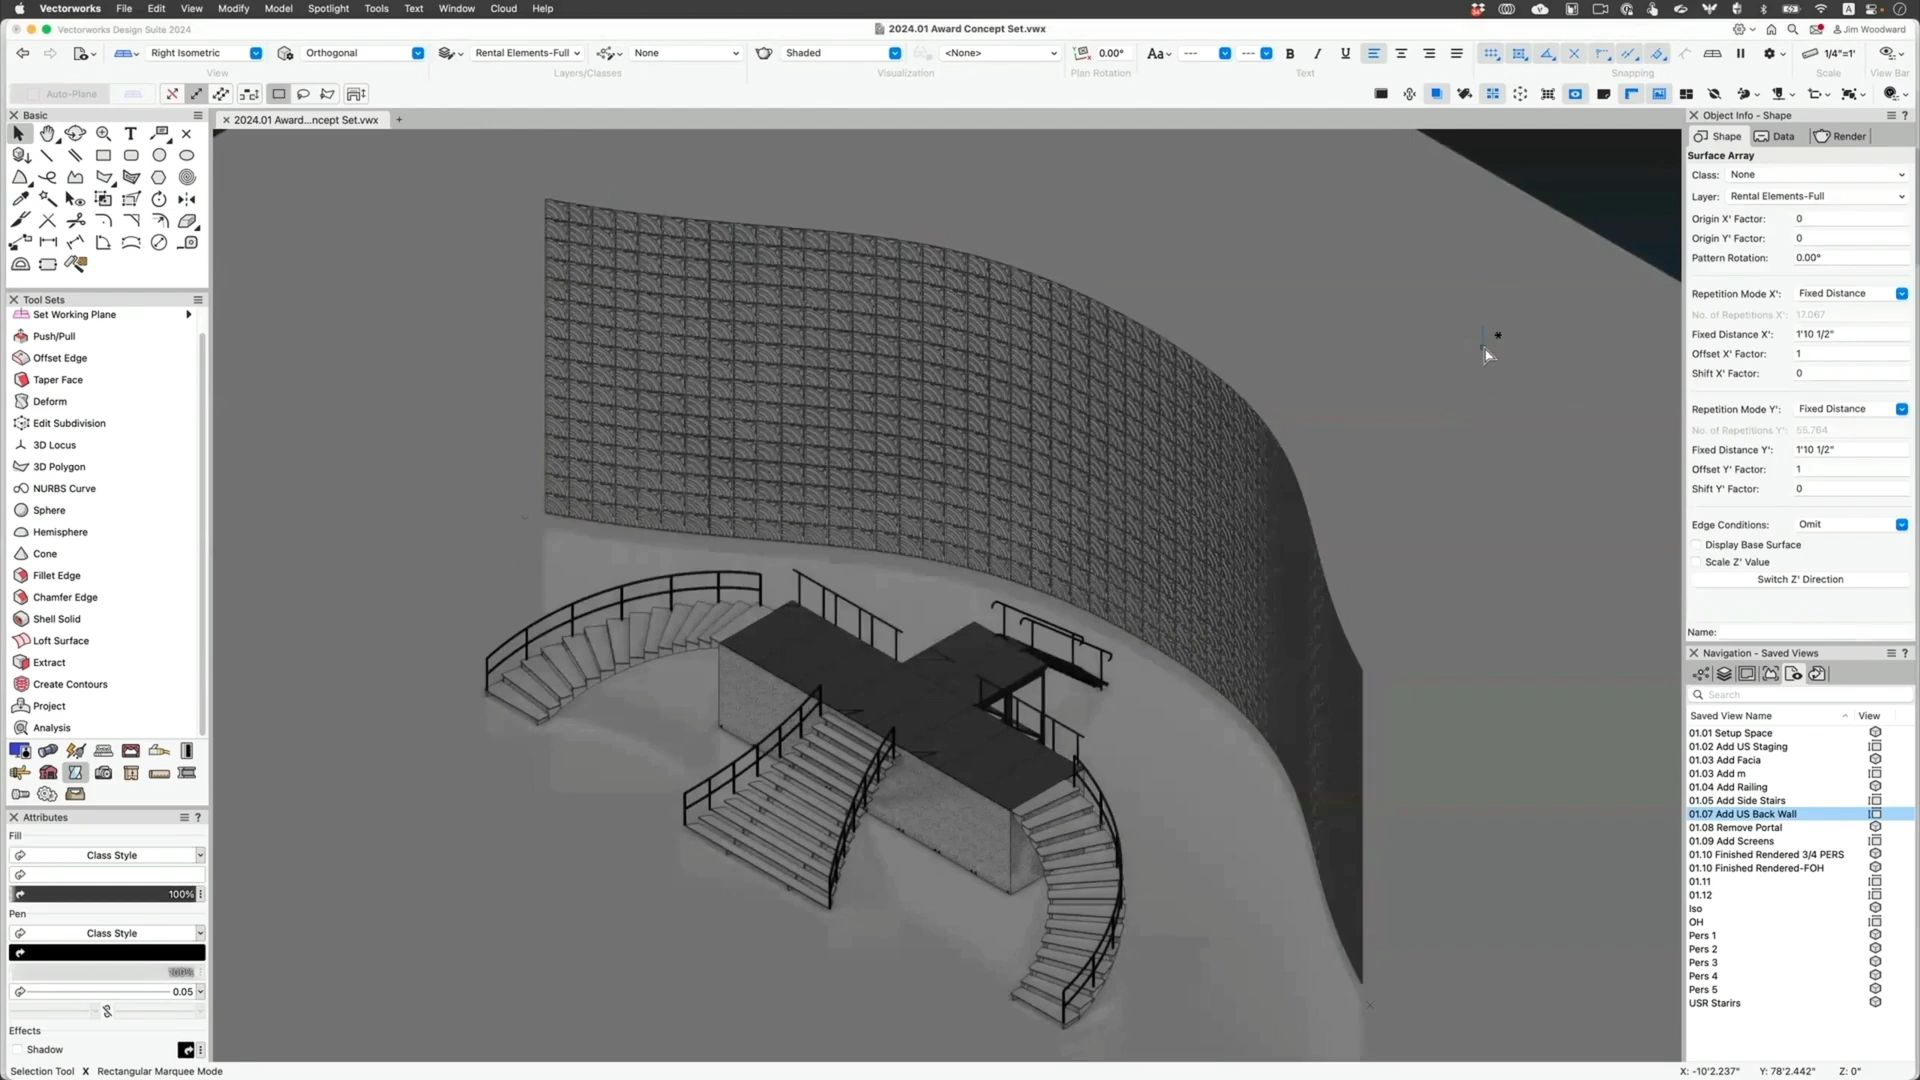 Vectorworks File Edit View Modify Model Spotlight Tools Text Window Cloud Help
Vectorworks Design Suite 2024
2024.01 Award Concept Set.vwx
Jim Woodward
Right Isometric
Orthogonal
Rental Elements-Full
None
Shaded
<None>
0.00°
Aa
B I U
1/4"=1'
View
Layers/Classes
Visualization
Plan Rotation
Text
Snapping
Scale
View Bar
Auto-Plane
Basic
T
Tool Sets
Set Working Plane
Push/Pull
Offset Edge
Taper Face
Deform
Edit Subdivision
3D Locus
3D Polygon
NURBS Curve
Sphere
Hemisphere
Cone
Fillet Edge
Chamfer Edge
Shell Solid
Loft Surface
Extract
Create Contours
Project
Analysis
Attributes
?
Fill
Class Style
100%
Pen
Class Style
100%
0.05
Effects
Shadow
Selection Tool X Rectangular Marquee Mode
2024.01 Award...ncept Set.vwx
+
Object Info - Shape
?
Shape
Data
Render
Surface Array
Class: None
Layer: Rental Elements-Full
Origin X' Factor: 0
Origin Y' Factor: 0
Pattern Rotation: 0.00°
Repetition Mode X': Fixed Distance
No. of Repetitions X': 17.067
Fixed Distance X': 1'10 1/2"
Offset X' Factor: 1
Shift X' Factor: 0
Repetition Mode Y': Fixed Distance
No. of Repetitions Y': 55.764
Fixed Distance Y': 1'10 1/2"
Offset Y' Factor: 1
Shift Y' Factor: 0
Edge Conditions: Omit
Display Base Surface
Scale Z' Value
Switch Z' Direction
Name:
Navigation - Saved Views
?
Search
Saved View Name
View
01.01 Setup Space
01.02 Add US Staging
01.03 Add Facia
01.03 Add m
01.04 Add Railing
01.05 Add Side Stairs
01.07 Add US Back Wall
01.08 Remove Portal
01.09 Add Screens
01.10 Finished Rendered 3/4 PERS
01.10 Finished Rendered-FOH
01.11
01.12
Iso
OH
Pers 1
Pers 2
Pers 3
Pers 4
Pers 5
USR Starirs
X: -10'2.237" Y: 78'2.442" Z: 0"